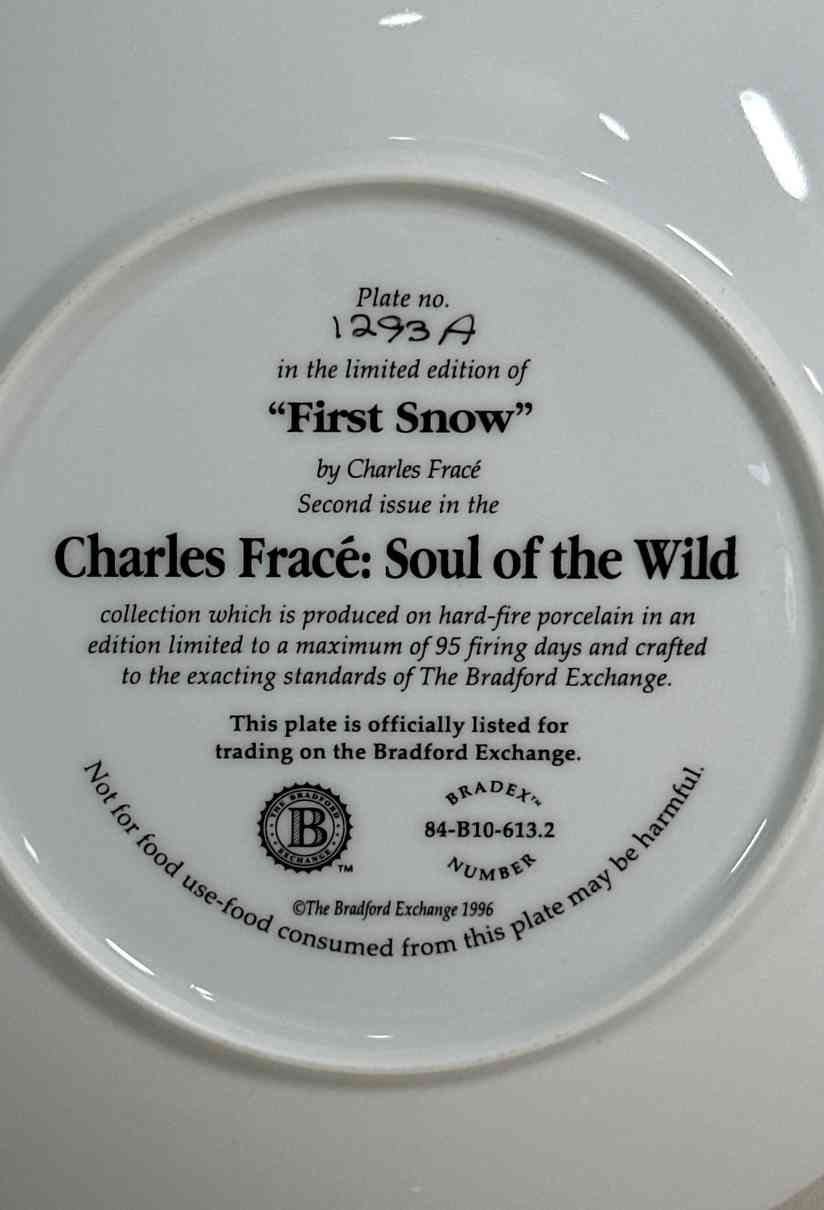 Plate no.
1293A
in the limited edition of
“First Snow”
by Charles Fracé
Second issue in the
Charles Fracé: Soul of the Wild
collection which is produced on hard-fire porcelain in an
edition limited to a maximum of 95 firing days and crafted
to the exacting standards of The Bradford Exchange.
This plate is officially listed for
trading on the Bradford Exchange.
THE BRADFORD
B
EXCHANGE
TM
BRADEX™
84-B10-613.2
NUMBER
©The Bradford Exchange 1996
Not for food use-food consumed from this plate may be harmful.